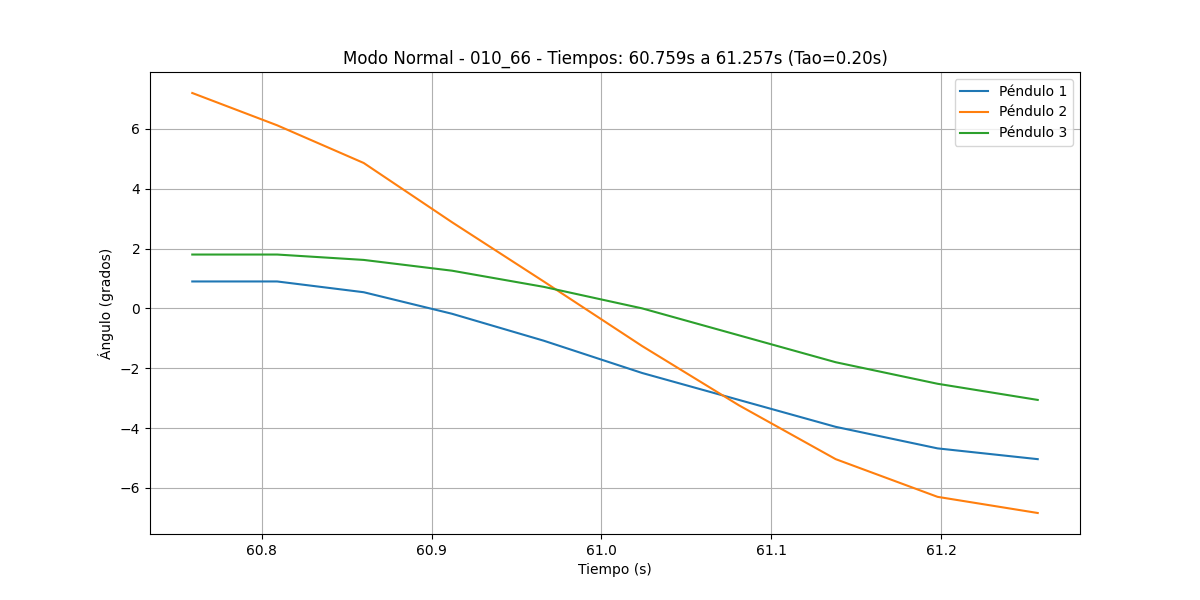 Modo Normal - 010_66 - Tiempos: 60.759s a 61.257s (Tao=0.20s)
Péndulo 1
Péndulo 2
Péndulo 3
Ángulo (grados)
6
4
2
0
−2
−4
−6
60.8 60.9 61.0 61.1 61.2
Tiempo (s)